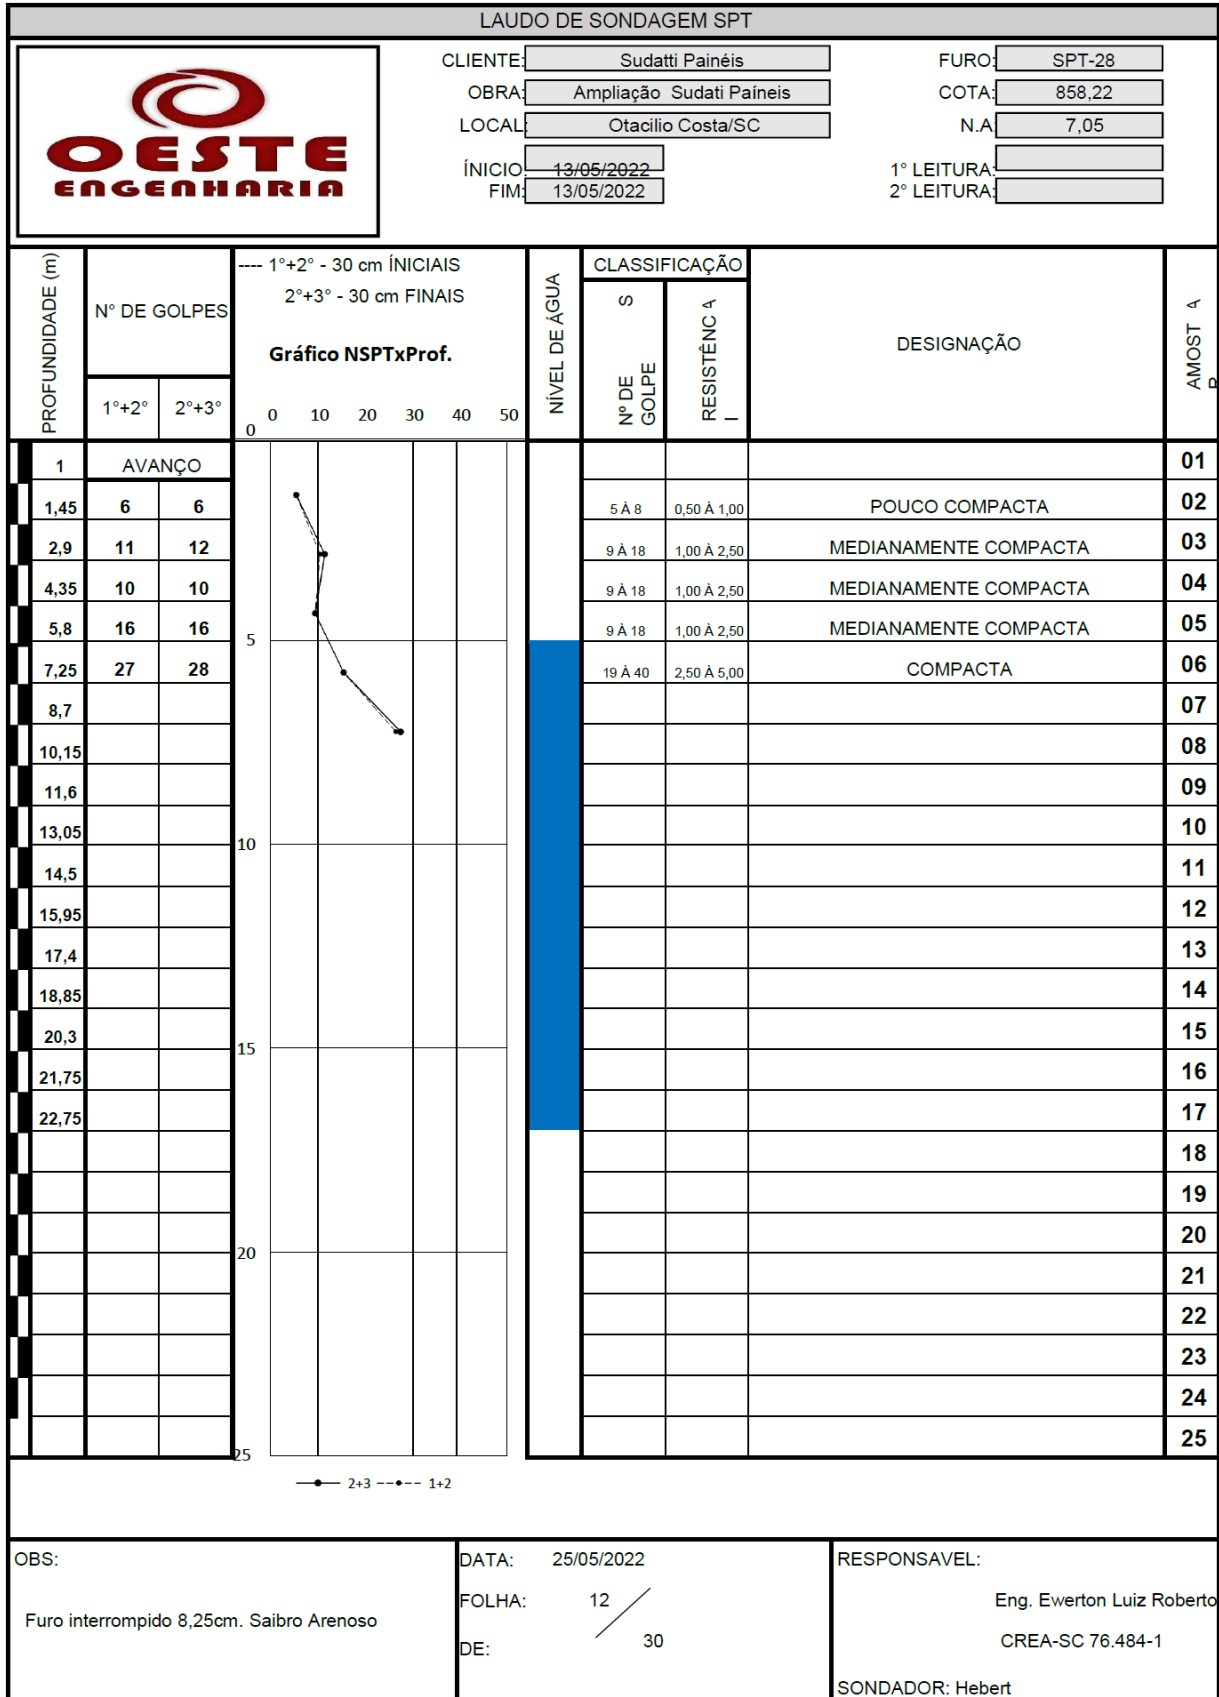 LAUDO DE SONDAGEM SPT
OESTE
ENGENHARIA
CLIENTE: Sudatti Painéis
OBRA: Ampliação Sudati Paíneis
LOCAL: Otacilio Costa/SC
ÍNICIO: 13/05/2022
FIM: 13/05/2022
FURO: SPT-28
COTA: 858,22
N.A 7,05
1° LEITURA:
2° LEITURA:
PROFUNDIDADE (m)
N° DE GOLPES
1°+2° 2°+3°
---- 1°+2° - 30 cm ÍNICIAIS
2°+3° - 30 cm FINAIS
Gráfico NSPTxProf.
0 10 20 30 40 50
0
5
10
15
20
25
2+3 1+2
NÍVEL DE ÁGUA
CLASSIFICAÇÃO
Nº DE GOLPE S
RESISTÊNC A I
DESIGNAÇÃO
AMOST A R
1 AVANÇO 01
1,45 6 6 5 À 8 0,50 À 1,00 POUCO COMPACTA 02
2,9 11 12 9 À 18 1,00 À 2,50 MEDIANAMENTE COMPACTA 03
4,35 10 10 9 À 18 1,00 À 2,50 MEDIANAMENTE COMPACTA 04
5,8 16 16 9 À 18 1,00 À 2,50 MEDIANAMENTE COMPACTA 05
7,25 27 28 19 À 40 2,50 À 5,00 COMPACTA 06
8,7 07
10,15 08
11,6 09
13,05 10
14,5 11
15,95 12
17,4 13
18,85 14
20,3 15
21,75 16
22,75 17
18
19
20
21
22
23
24
25
OBS:
Furo interrompido 8,25cm. Saibro Arenoso
DATA: 25/05/2022
FOLHA: 12
DE: 30
RESPONSAVEL:
Eng. Ewerton Luiz Roberto
CREA-SC 76.484-1
SONDADOR: Hebert